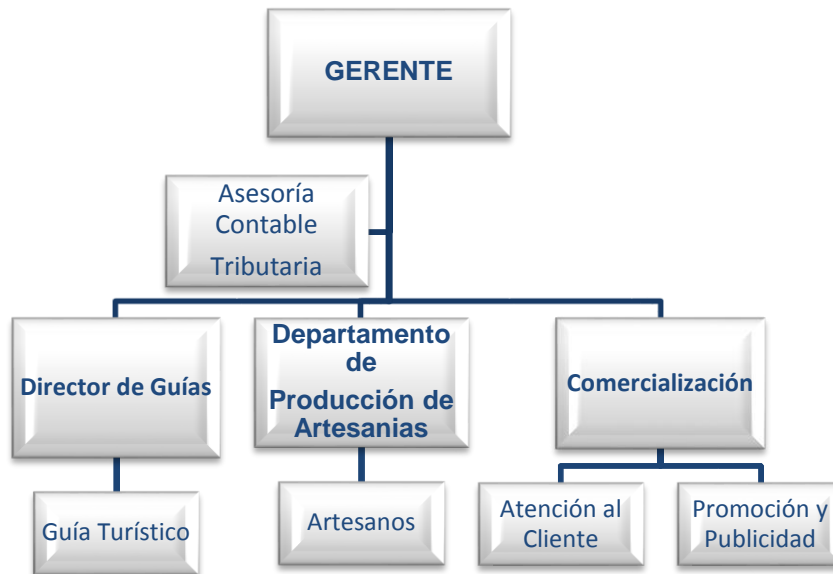 GERENTE
Asesoría
Contable
Tributaria
Director de Guías
Departamento
de
Producción de
Artesanias
Comercialización
Guía Turístico
Artesanos
Atención al
Cliente
Promoción y
Publicidad